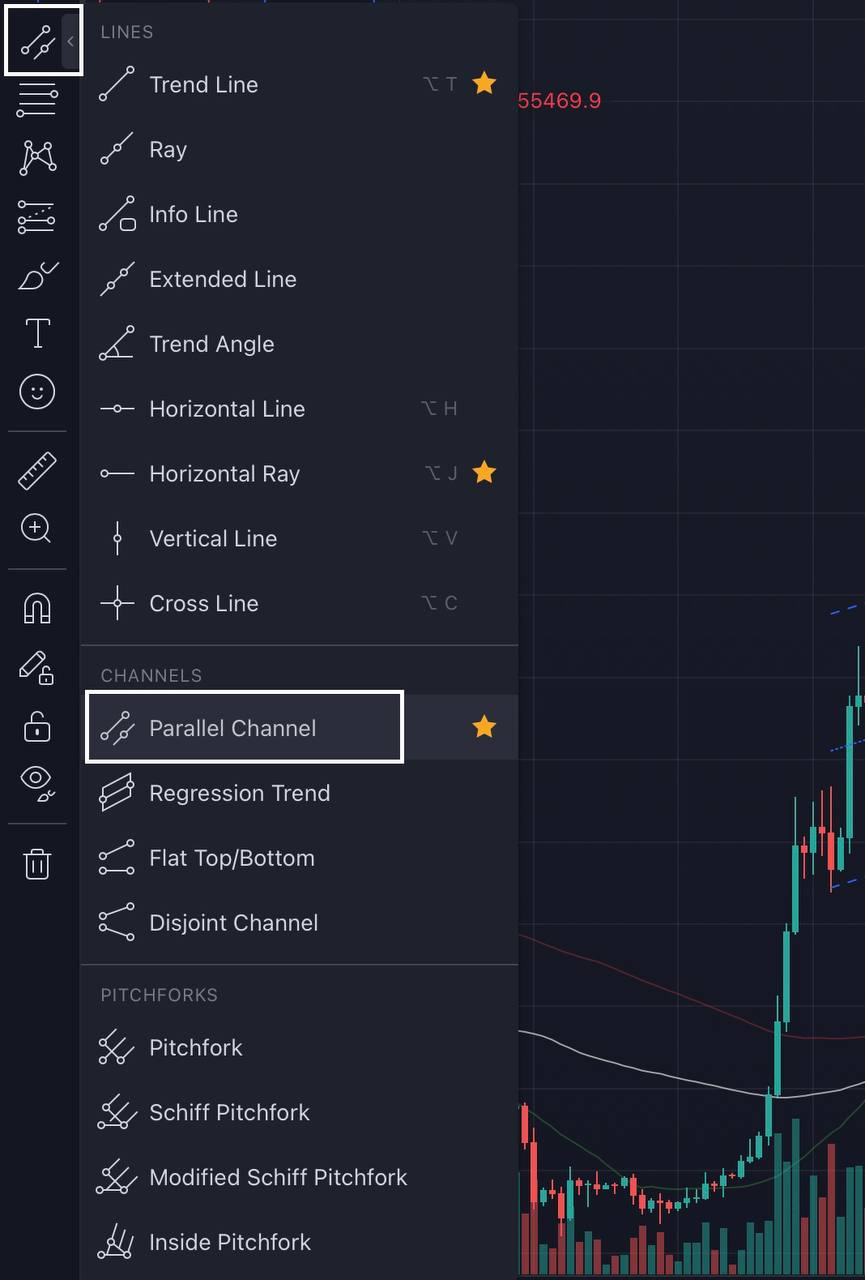 LINES
Trend Line ⌥ T
55469.9
Ray
Info Line
Extended Line
Trend Angle
Horizontal Line ⌥ H
Horizontal Ray ⌥ J
Vertical Line ⌥ V
Cross Line ⌥ C
CHANNELS
Parallel Channel
Regression Trend
Flat Top/Bottom
Disjoint Channel
PITCHFORKS
Pitchfork
Schiff Pitchfork
Modified Schiff Pitchfork
Inside Pitchfork